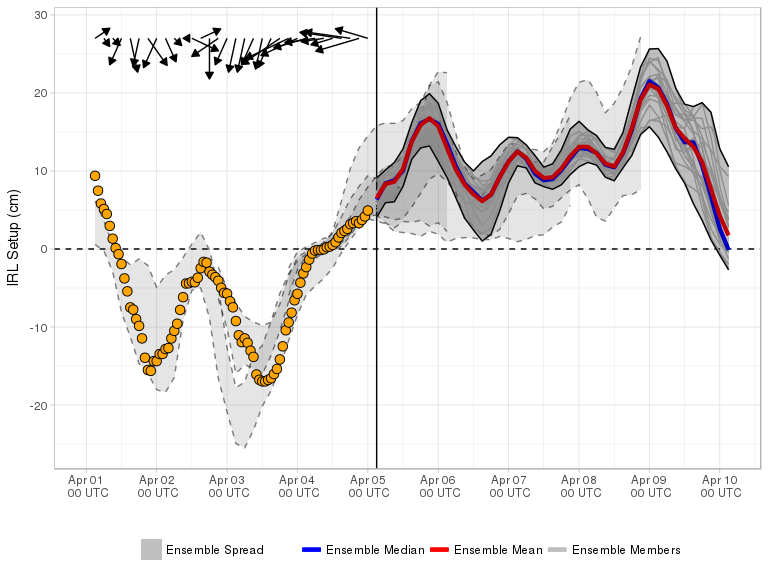 30
20
10
0
-10
-20
IRL Setup (cm)
Apr 01 00 UTC
Apr 02 00 UTC
Apr 03 00 UTC
Apr 04 00 UTC
Apr 05 00 UTC
Apr 06 00 UTC
Apr 07 00 UTC
Apr 08 00 UTC
Apr 09 00 UTC
Apr 10 00 UTC
Ensemble Spread
Ensemble Median
Ensemble Mean
Ensemble Members